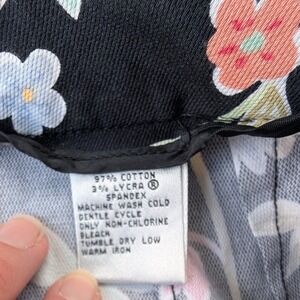 97% COTTON
3% LYCRA®
SPANDEX
MACHINE WASH COLD
GENTLE CYCLE
ONLY NON-CHLORINE
BLEACH
TUMBLE DRY LOW
WARM IRON